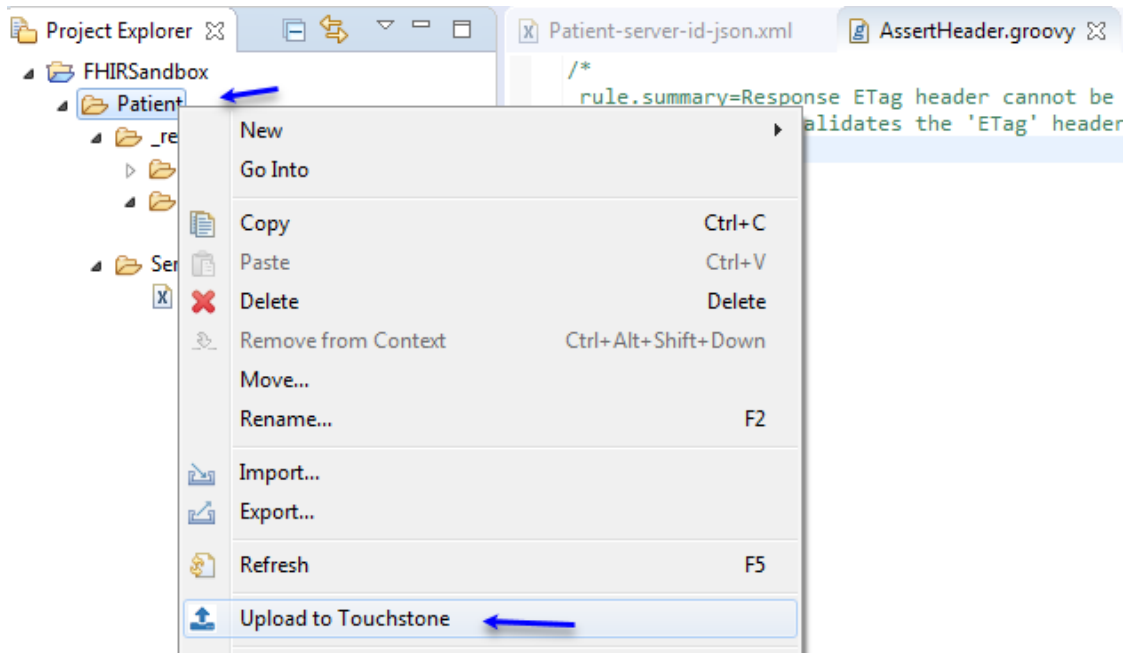 Project Explorer
Patient-server-id-json.xml
AssertHeader.groovy
FHIRSandbox
Patient
_re
Ser
/*
rule.summary=Response ETag header cannot be
alidates the 'ETag' header
New
Go Into
Copy Ctrl+C
Paste Ctrl+V
Delete Delete
Remove from Context Ctrl+Alt+Shift+Down
Move...
Rename... F2
Import...
Export...
Refresh F5
Upload to Touchstone